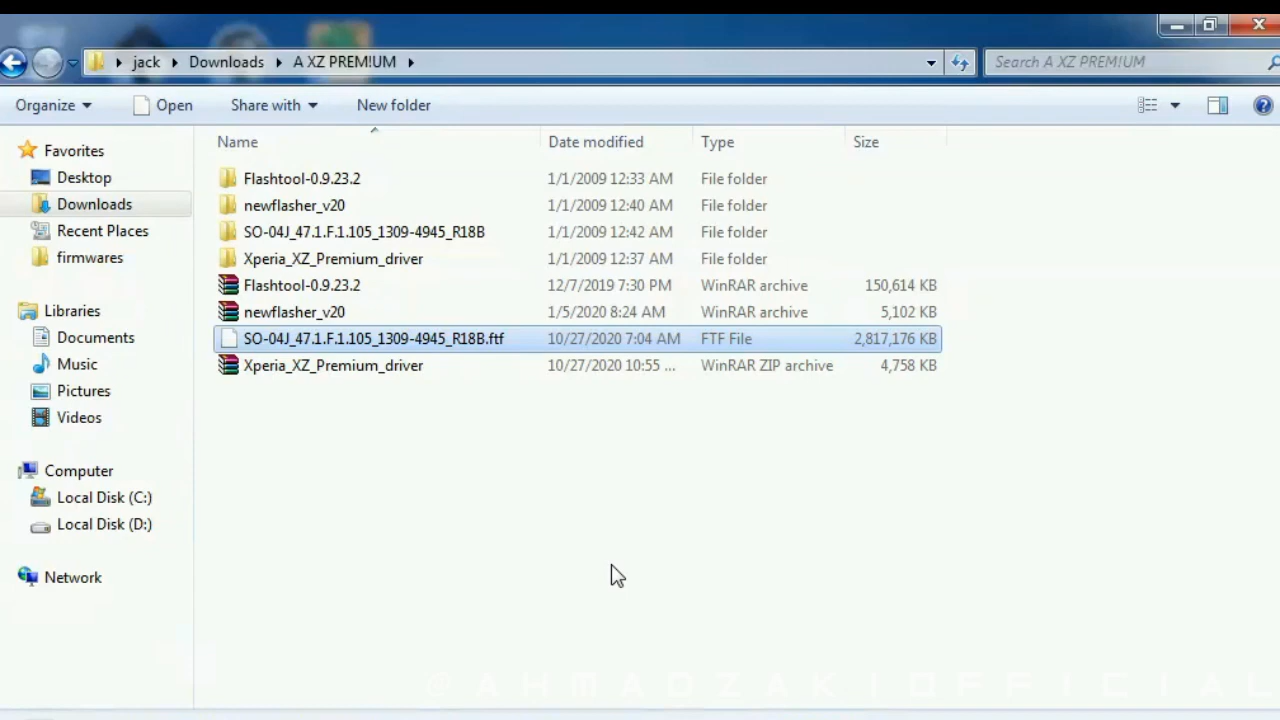 jack Downloads A XZ PREM!UM
Search A XZ PREM!UM
Organize Open Share with New folder
Name Date modified Type Size
Favorites
Desktop
Downloads
Recent Places
firmwares
Libraries
Documents
Music
Pictures
Videos
Computer
Local Disk (C:)
Local Disk (D:)
Network
Flashtool-0.9.23.2 1/1/2009 12:33 AM File folder
newflasher_v20 1/1/2009 12:40 AM File folder
SO-04J_47.1.F.1.105_1309-4945_R18B 1/1/2009 12:42 AM File folder
Xperia_XZ_Premium_driver 1/1/2009 12:37 AM File folder
Flashtool-0.9.23.2 12/7/2019 7:30 PM WinRAR archive 150,614 KB
newflasher_v20 1/5/2020 8:24 AM WinRAR archive 5,102 KB
SO-04J_47.1.F.1.105_1309-4945_R18B.ftf 10/27/2020 7:04 AM FTF File 2,817,176 KB
Xperia_XZ_Premium_driver 10/27/2020 10:55 ... WinRAR ZIP archive 4,758 KB
@AHMADZAKIOFFICIAL